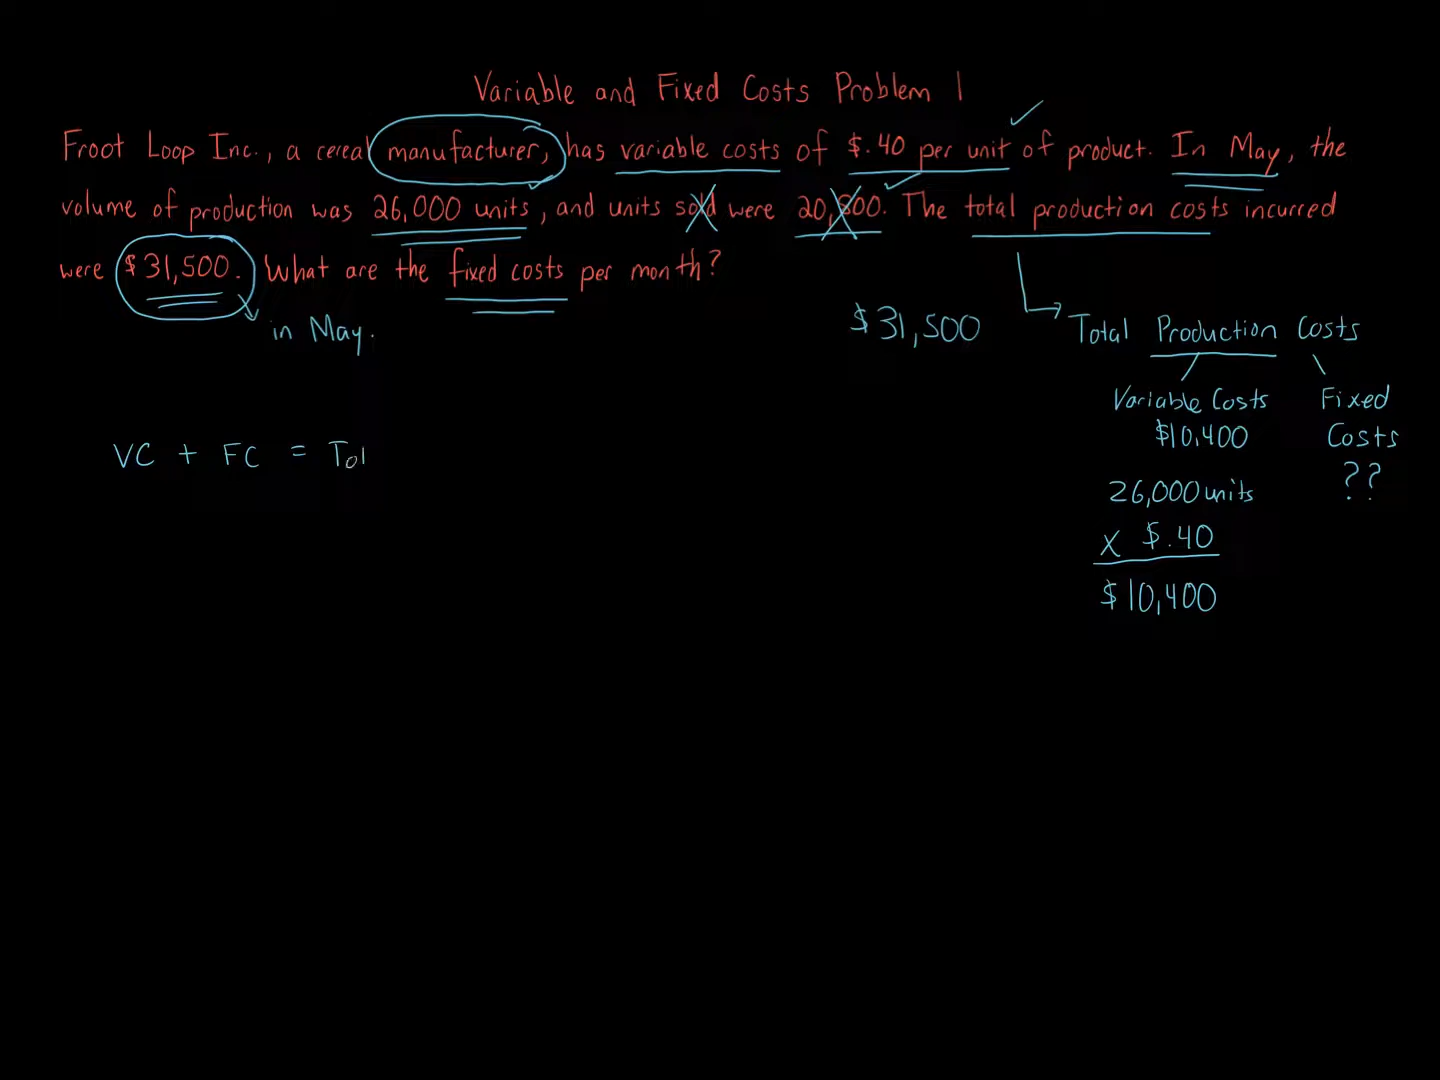 Variable and Fixed Costs Problem 1
Froot Loop Inc., a cereal manufacturer, has variable costs of $.40 per unit of product. In May, the
volume of production was 26,000 units, and units sold were 20,800. The total production costs incurred
were $31,500. What are the fixed costs per month?
in May.
$31,500
Total Production Costs
Variable Costs
Fixed Costs
$10,400
??
26,000 units
x $.40
$10,400
VC + FC = Tot